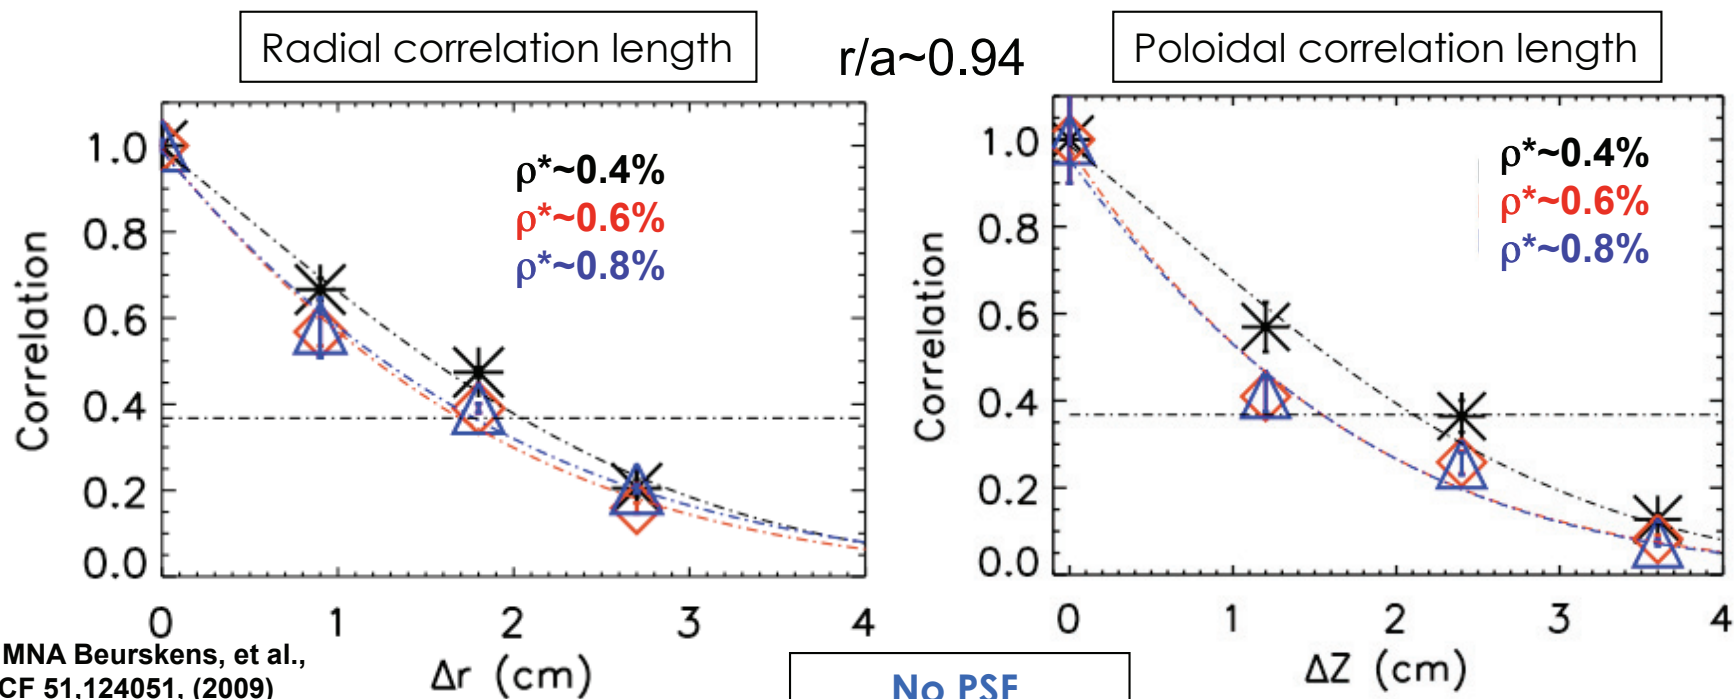 Radial correlation length
r/a~0.94
Poloidal correlation length
Correlation
1.0
0.8
0.6
0.4
0.2
0.0
ρ*~0.4%
ρ*~0.6%
ρ*~0.8%
0 1 2 3 4
Δr (cm)
Correlation
1.0
0.8
0.6
0.4
0.2
0.0
ρ*~0.4%
ρ*~0.6%
ρ*~0.8%
0 1 2 3 4
ΔZ (cm)
MNA Beurskens, et al.,
CF 51,124051, (2009)
No PSF